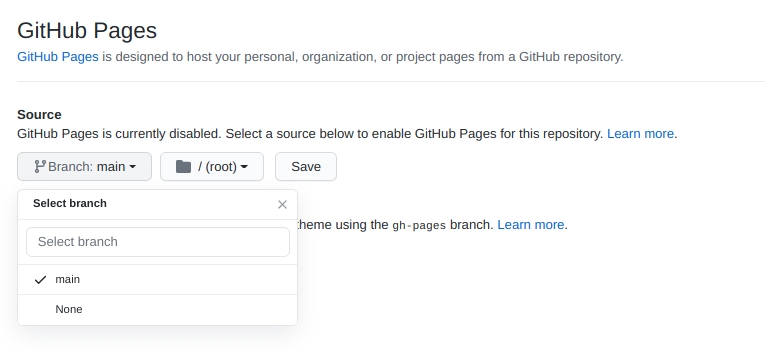 GitHub Pages
GitHub Pages is designed to host your personal, organization, or project pages from a GitHub repository.
Source
GitHub Pages is currently disabled. Select a source below to enable GitHub Pages for this repository. Learn more.
Branch: main / (root) Save
Select branch
theme using the gh-pages branch. Learn more.
Select branch
main
None